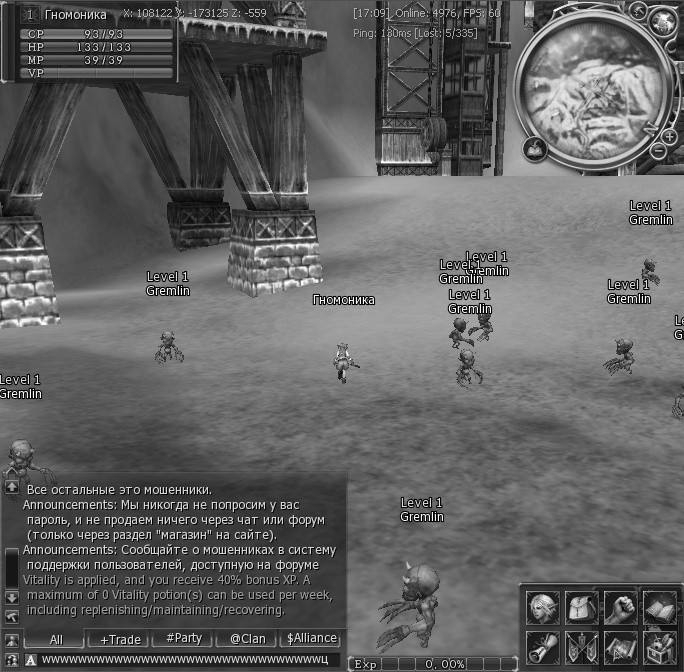 1 Гномоника X: 108122 Y: -173125 Z: -559
CP 93/93
HP 133/133
MP 39/39
VP
[17:09], Online: 4976, FPS: 60
Ping: 130ms [Lost: 5/335]
Level 1
Gremlin
Level 1
Gremlin
Level 1
Gremlin
Level 1
Gremlin
Level 1
Gremlin
Level 1
Gremlin
Гномоника
Level 1
Gremlin
Level 1
Gremlin
Все остальные это мошенники.
Announcements: Мы никогда не попросим у вас
пароль, и не продаем ничего через чат или форум
(только через раздел "магазин" на сайте).
Announcements: Сообщайте о мошенниках в систему
поддержки пользователей, доступную на форуме
Vitality is applied, and you receive 40% bonus XP. A
maximum of 0 Vitality potion(s) can be used per week,
including replenishing/maintaining/recovering.
All +Trade #Party @Clan $Alliance
A wwwwwwwwwwwwwwwwwwwwwwwwwwwwwwц
Exp 0.00%